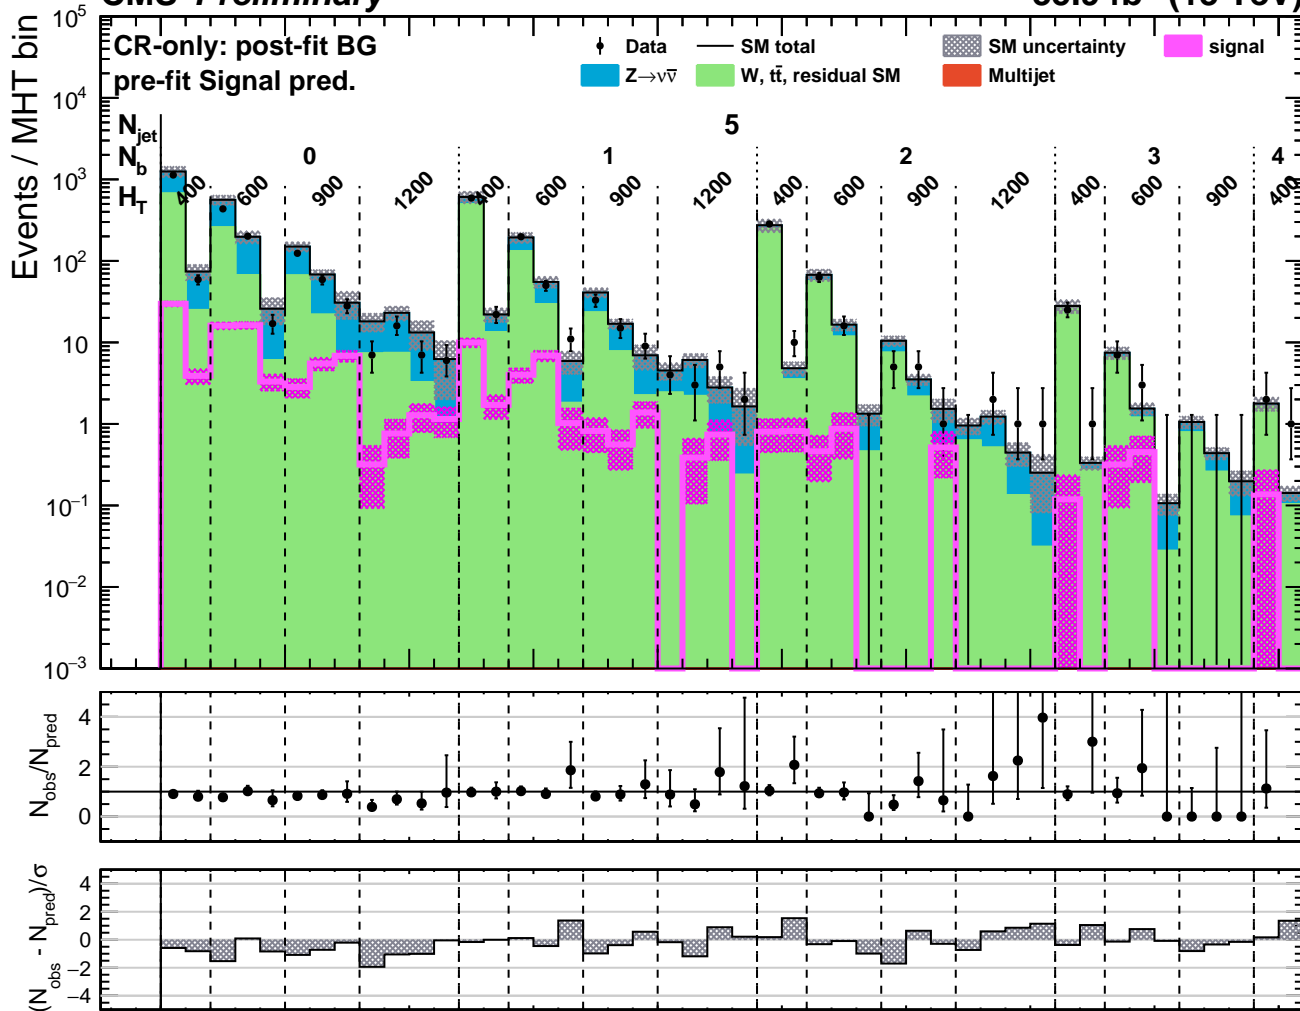 CMS Preliminary
CR-only: post-fit BG
pre-fit Signal pred.
Data
SM total
SM uncertainty
signal
Z→νν̄
W, tt̄, residual SM
Multijet
Events / MHT bin
10⁵
10⁴
10³
10²
10
1
10⁻¹
10⁻²
10⁻³
N_jet 5
N_b 0 1 2 3 4
H_T 400 600 900 1200 400 600 900 1200 400 600 900 1200 400 600 900 400
N_obs/N_pred
4
2
0
(N_obs - N_pred)/σ
4
2
0
−2
−4